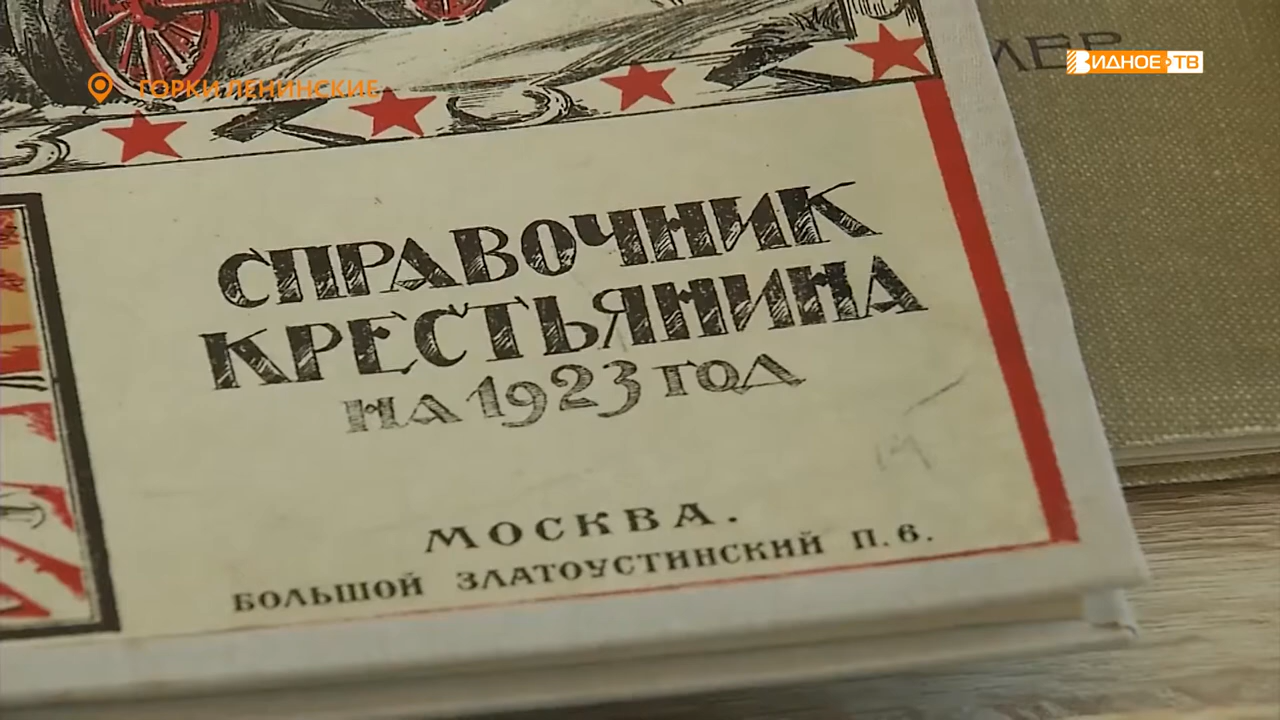 ГОРКИ ЛЕНИНСКИЕ
ВИДНОЕ ТВ
СПРАВОЧНИК
КРЕСТЬЯНИНА
НА 1923 ГОД
МОСКВА.
БОЛЬШОЙ ЗЛАТОУСТИНСКИЙ П. 6.